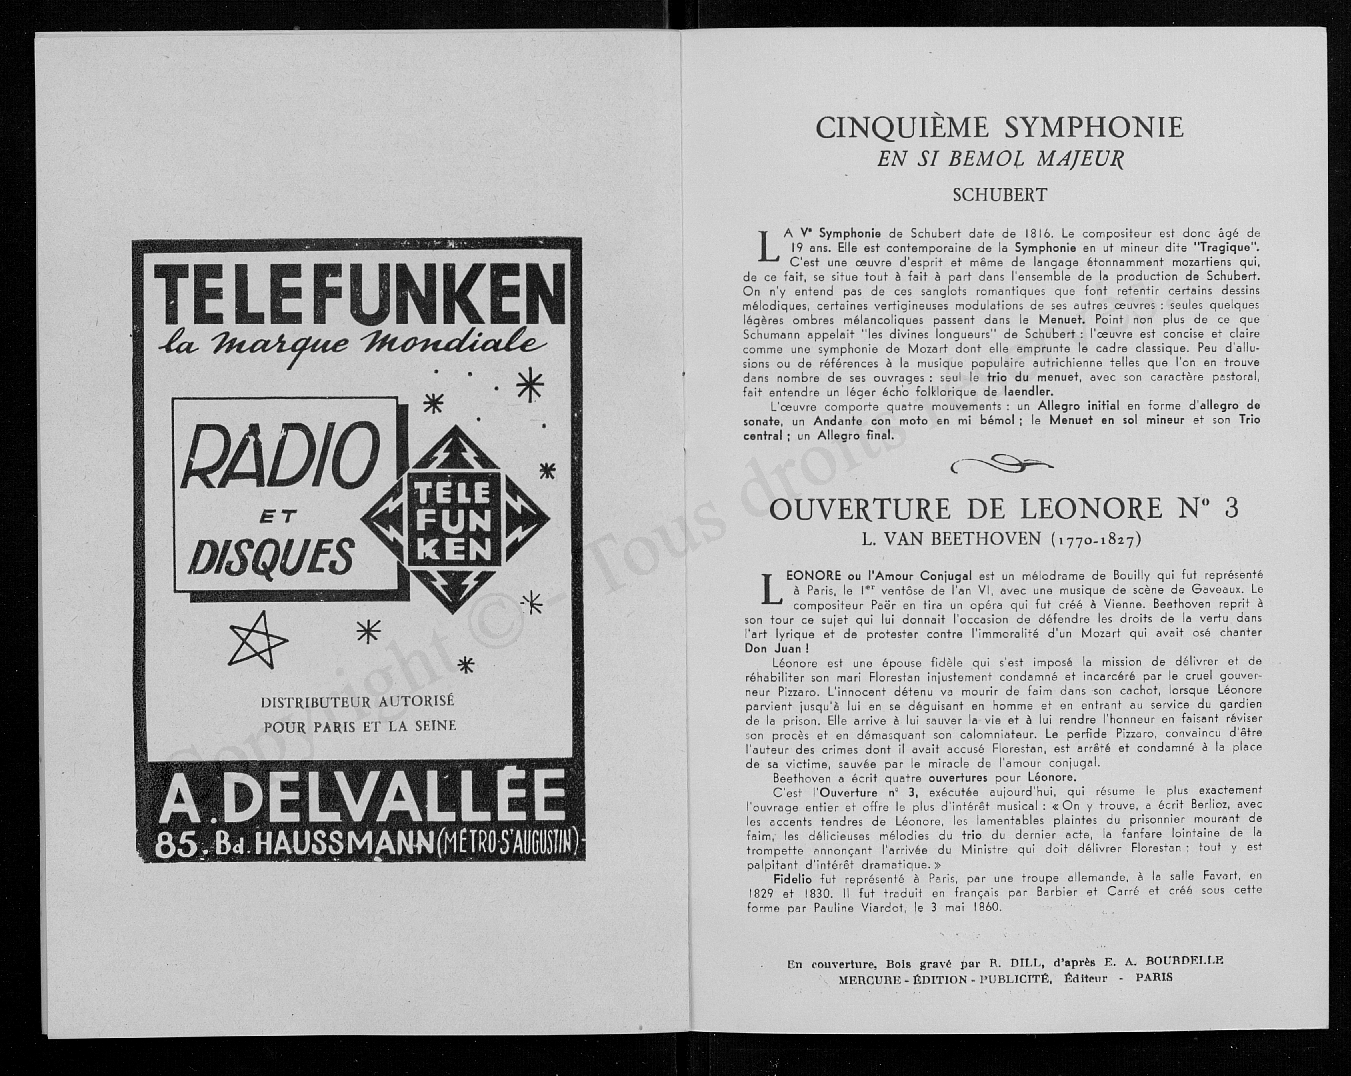 TELEFUNKEN
la marque Mondiale
RADIO
ET
DISQUES
TELE
FUN
KEN
DISTRIBUTEUR AUTORISÉ
POUR PARIS ET LA SEINE
A. DELVALLÉE
85. Bd. HAUSSMANN (MÉTRO ST AUGUSTIN)
CINQUIÈME SYMPHONIE
EN SI BEMOL MAJEUR
SCHUBERT
LA Ve Symphonie de Schubert date de 1816. Le compositeur est donc âgé de
19 ans. Elle est contemporaine de la Symphonie en ut mineur dite "Tragique".
C'est une œuvre d'esprit et même de langage étonnamment mozartiens qui,
de ce fait, se situe tout à fait à part dans l'ensemble de la production de Schubert.
On n'y entend pas de ces sanglots romantiques que font retentir certains dessins
mélodiques, certaines vertigineuses modulations de ses autres œuvres : seules quelques
légères ombres mélancoliques passent dans le Menuet. Point non plus de ce que
Schumann appelait "les divines longueurs" de Schubert : l'œuvre est concise et claire
comme une symphonie de Mozart dont elle emprunte le cadre classique. Peu d'allu-
sions ou de références à la musique populaire autrichienne telles que l'on en trouve
dans nombre de ses ouvrages : seul le trio du menuet, avec son caractère pastoral,
fait entendre un léger écho folklorique de laendler.
L'œuvre comporte quatre mouvements : un Allegro initial en forme d'allegro de
sonate, un Andante con moto en mi bémol ; le Menuet en sol mineur et son Trio
central ; un Allegro final.
OUVERTURE DE LEONORE No 3
L. VAN BEETHOVEN (1770-1827)
LEONORE ou l'Amour Conjugal est un mélodrame de Bouilly qui fut représenté
à Paris, le 1er ventôse de l'an VI, avec une musique de scène de Gaveaux. Le
compositeur Paër en tira un opéra qui fut créé à Vienne. Beethoven reprit à
son tour ce sujet qui lui donnait l'occasion de défendre les droits de la vertu dans
l'art lyrique et de protester contre l'immoralité d'un Mozart qui avait osé chanter
Don Juan !
Léonore est une épouse fidèle qui s'est imposé la mission de délivrer et de
réhabiliter son mari Florestan injustement condamné et incarcéré par le cruel gouver-
neur Pizzaro. L'innocent détenu va mourir de faim dans son cachot, lorsque Léonore
parvient jusqu'à lui en se déguisant en homme et en entrant au service du gardien
de la prison. Elle arrive à lui sauver la vie et à lui rendre l'honneur en faisant réviser
son procès et en démasquant son calomniateur. Le perfide Pizzaro, convaincu d'être
l'auteur des crimes dont il avait accusé Florestan, est arrêté et condamné à la place
de sa victime, sauvée par le miracle de l'amour conjugal.
Beethoven a écrit quatre ouvertures pour Léonore.
C'est l'Ouverture n° 3, exécutée aujourd'hui, qui résume le plus exactement
l'ouvrage entier et offre le plus d'intérêt musical : « On y trouve, a écrit Berlioz, avec
les accents tendres de Léonore, les lamentables plaintes du prisonnier mourant de
faim, les délicieuses mélodies du trio du dernier acte, la fanfare lointaine de la
trompette annonçant l'arrivée du Ministre qui doit délivrer Florestan : tout y est
palpitant d'intérêt dramatique. »
Fidelio fut représenté à Paris, par une troupe allemande, à la salle Favart, en
1829 et 1830. Il fut traduit en français par Barbier et Carré et créé sous cette
forme par Pauline Viardot, le 3 mai 1860.
En couverture, Bois gravé par R. DILL, d'après E. A. BOURDELLE
MERCURE - ÉDITION - PUBLICITÉ, Éditeur - PARIS
Copyright © - Tous droits